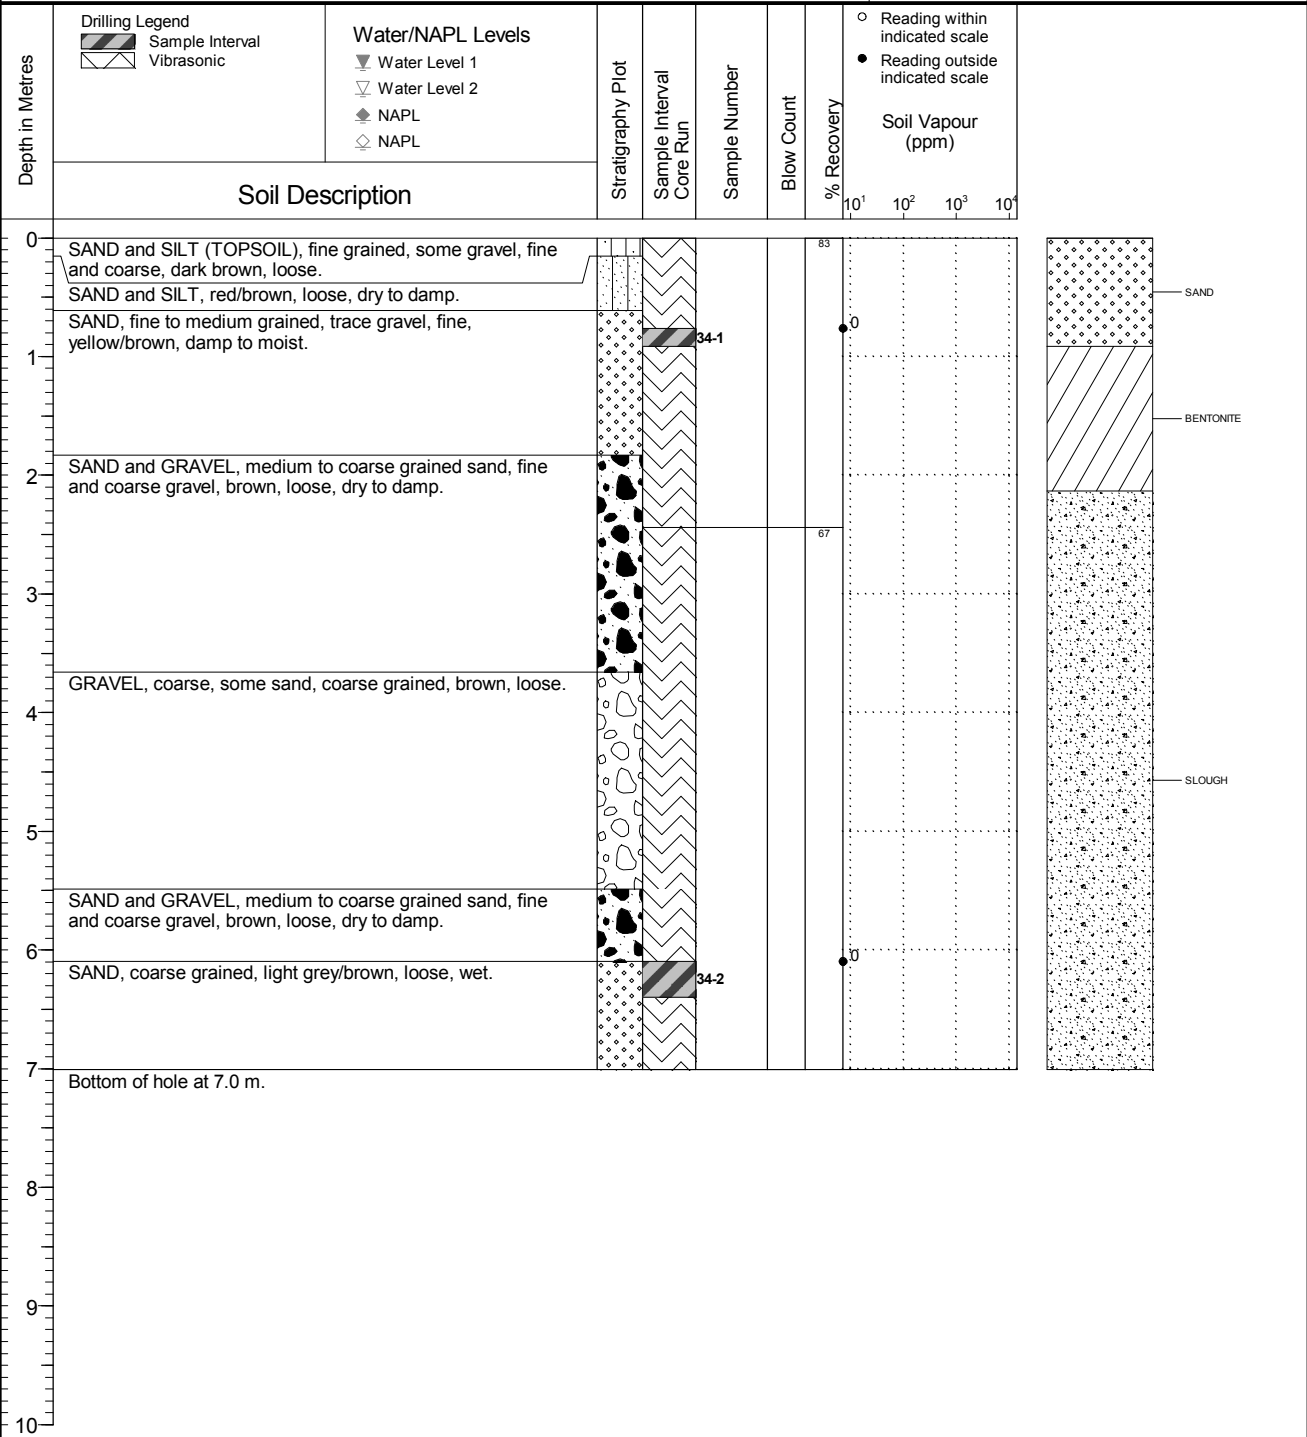 Depth in Metres
Drilling Legend
Sample Interval
Vibrasonic
Water/NAPL Levels
Water Level 1
Water Level 2
NAPL
NAPL
Soil Description
Stratigraphy Plot
Sample Interval
Core Run
Sample Number
Blow Count
% Recovery
Reading within
indicated scale
Reading outside
indicated scale
Soil Vapour
(ppm)
10¹ 10² 10³ 10⁴
0
SAND and SILT (TOPSOIL), fine grained, some gravel, fine
and coarse, dark brown, loose.
83
SAND and SILT, red/brown, loose, dry to damp.
SAND
SAND, fine to medium grained, trace gravel, fine,
yellow/brown, damp to moist.
34-1
0
1
BENTONITE
SAND and GRAVEL, medium to coarse grained sand, fine
and coarse gravel, brown, loose, dry to damp.
2
67
3
GRAVEL, coarse, some sand, coarse grained, brown, loose.
4
SLOUGH
5
SAND and GRAVEL, medium to coarse grained sand, fine
and coarse gravel, brown, loose, dry to damp.
6
0
SAND, coarse grained, light grey/brown, loose, wet.
34-2
7
Bottom of hole at 7.0 m.
8
9
10